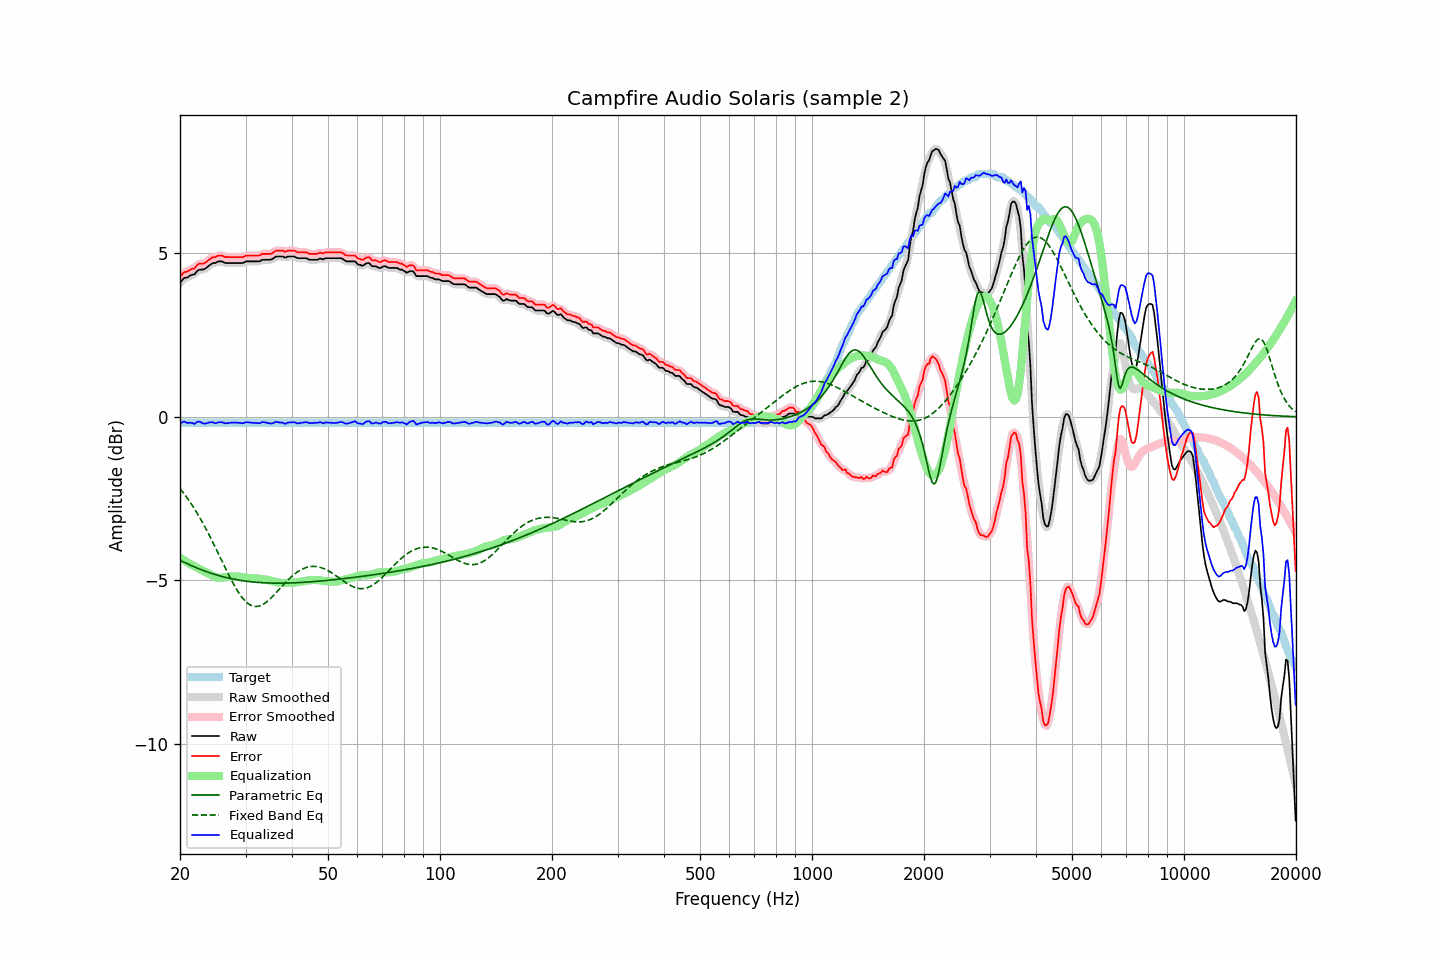 Campfire Audio Solaris (sample 2)
5
0
−5
−10
Amplitude (dBr)
Target
Raw Smoothed
Error Smoothed
Raw
Error
Equalization
Parametric Eq
Fixed Band Eq
Equalized
20 50 100 200 500 1000 2000 5000 10000 20000
Frequency (Hz)